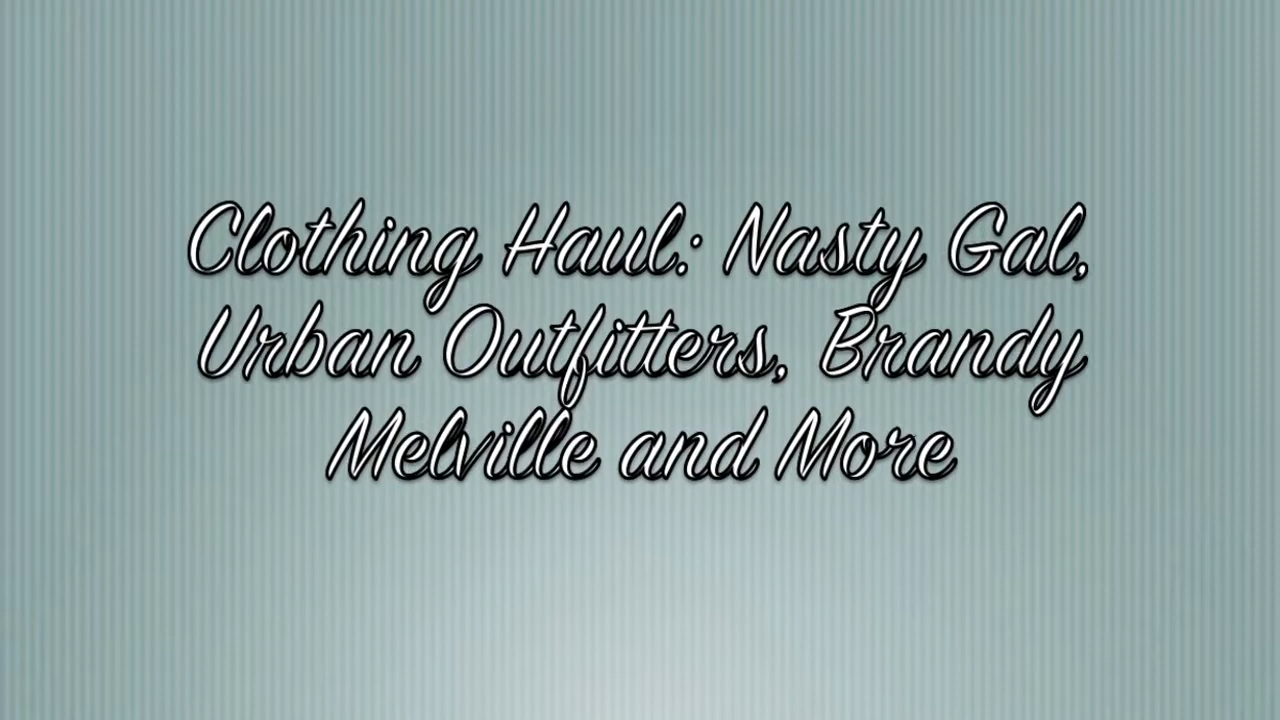 Clothing Haul: Nasty Gal,
Urban Outfitters, Brandy
Melville and More